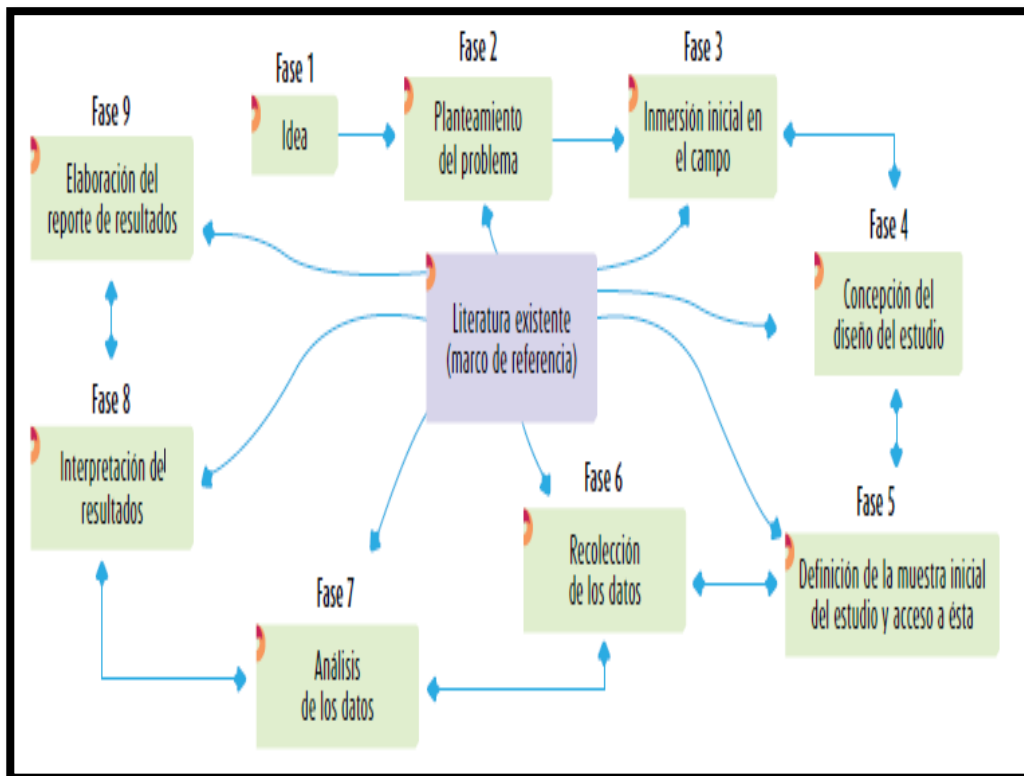 Fase 1
Idea
Fase 2
Planteamiento
del problema
Fase 3
Inmersión inicial en
el campo
Fase 4
Concepción del
diseño del estudio
Fase 5
Definición de la muestra inicial
del estudio y acceso a ésta
Fase 6
Recolección
de los datos
Fase 7
Análisis
de los datos
Fase 8
Interpretación del
resultados
Fase 9
Elaboración del
reporte de resultados
Literatura existente
(marco de referencia)